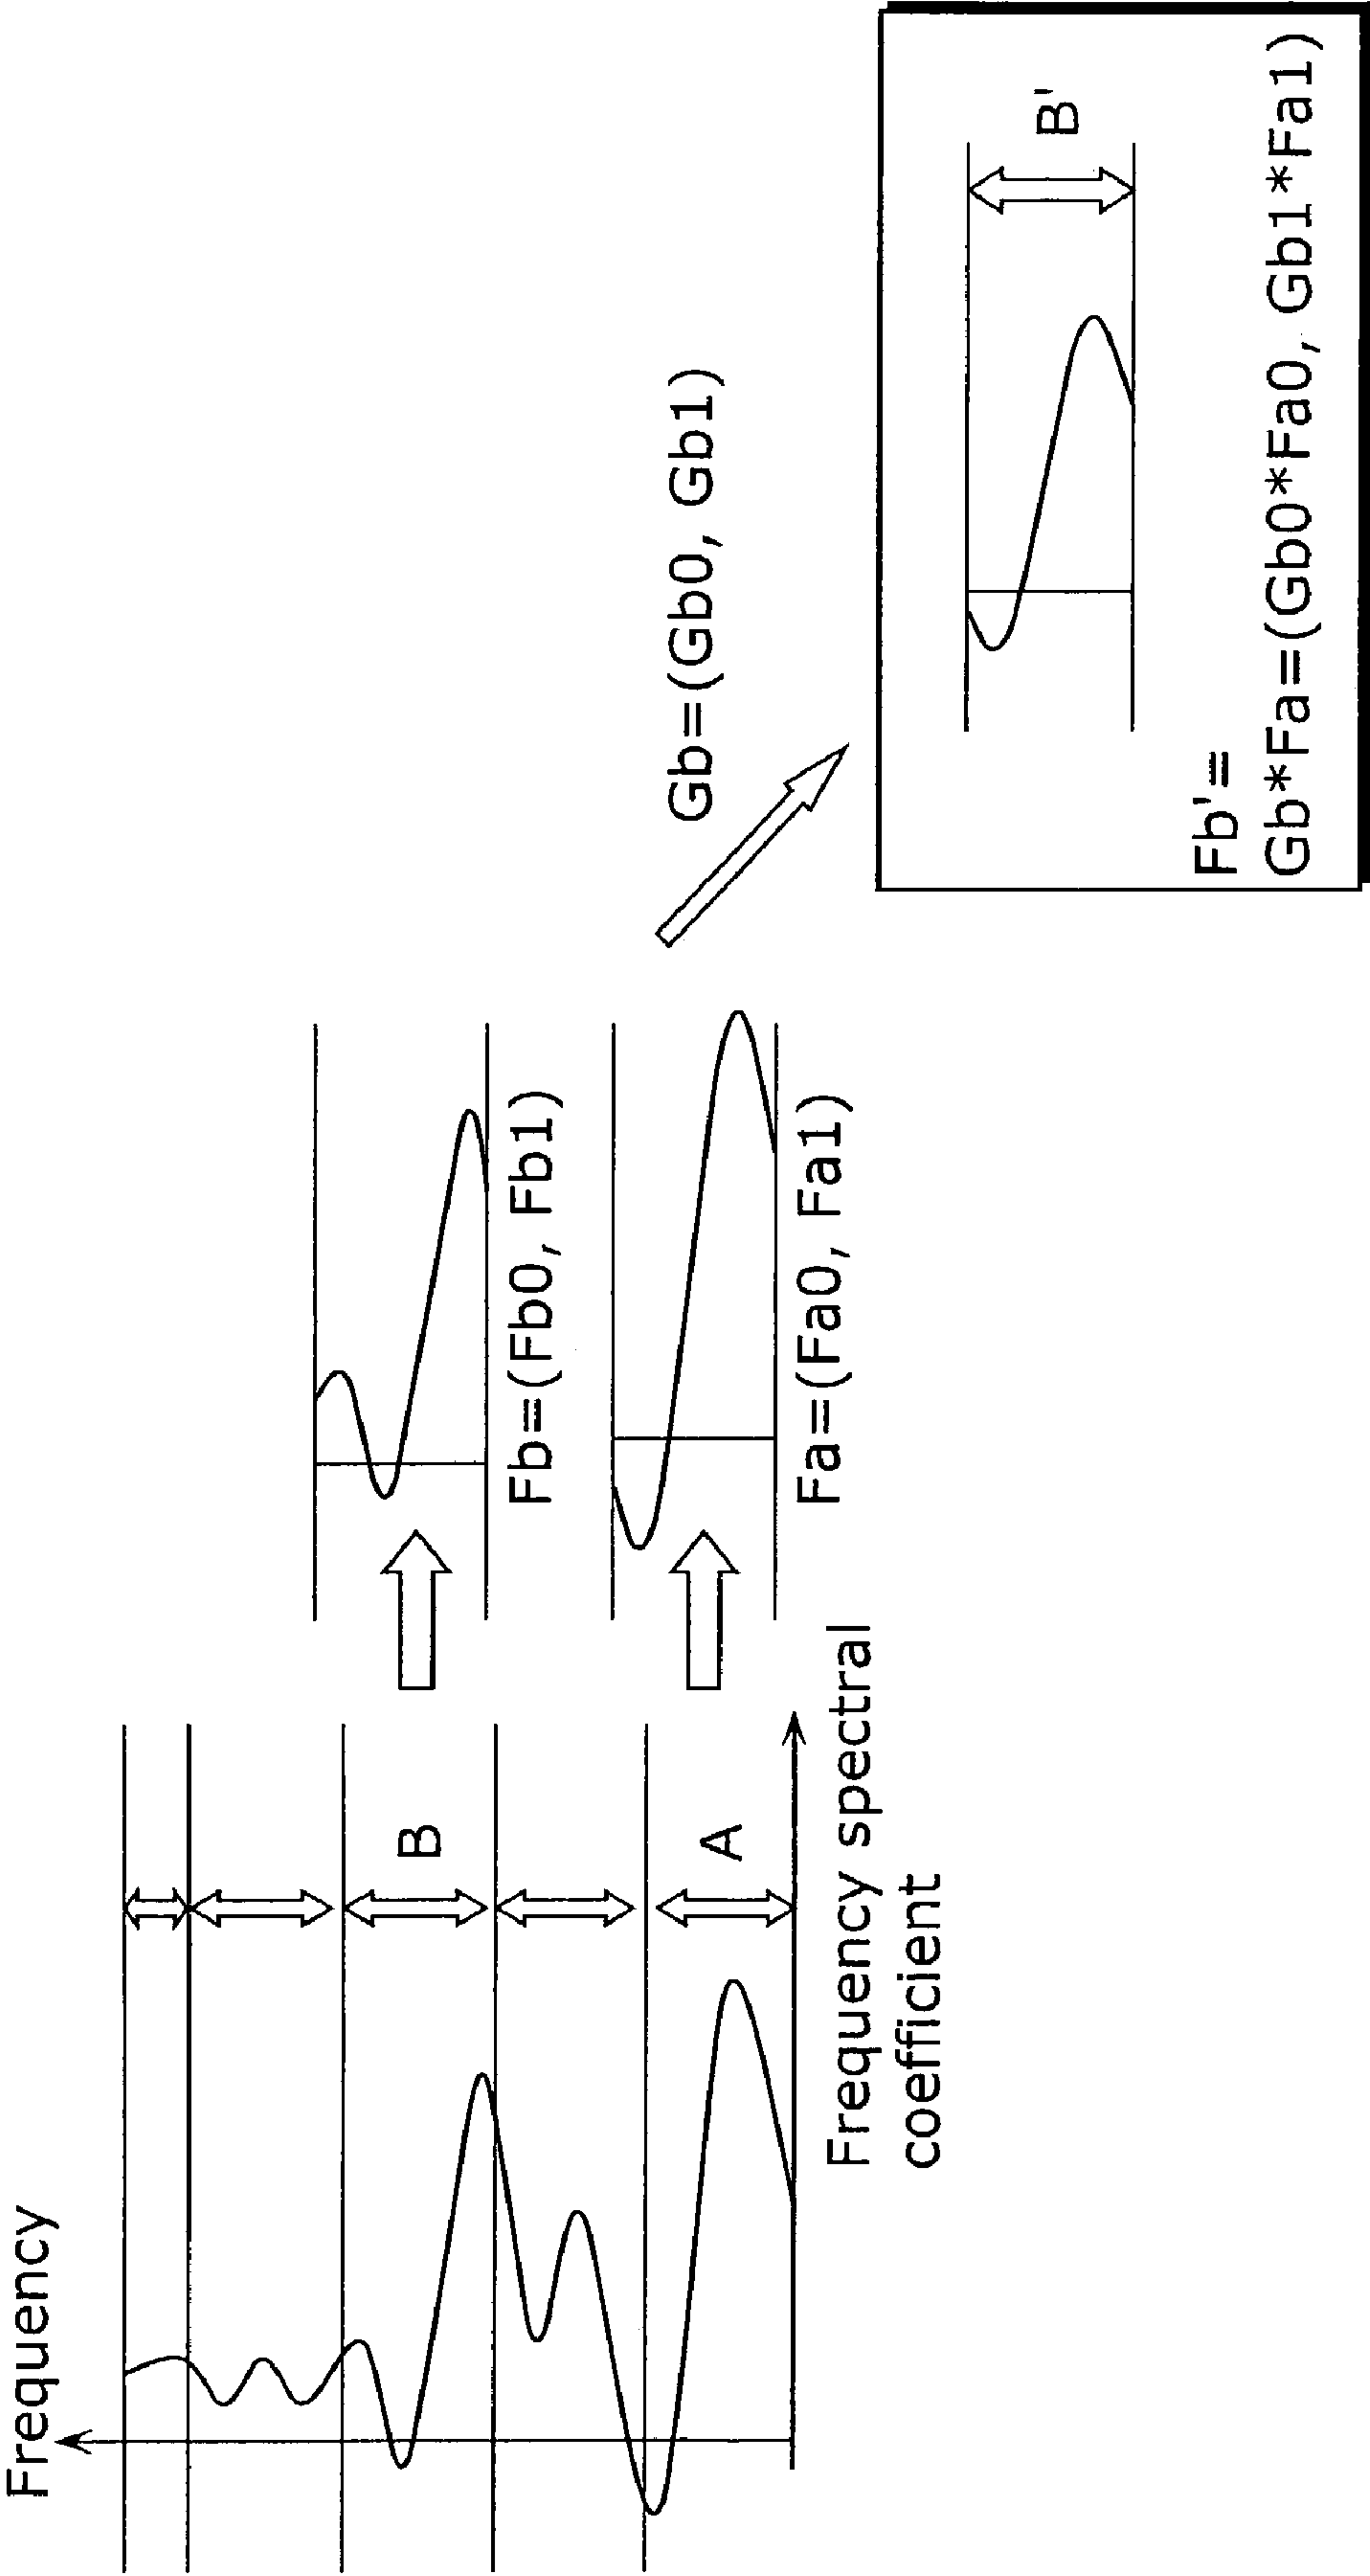 Frequency
B
A
Frequency spectral
coefficient
Fb=(Fb0, Fb1)
Fa=(Fa0, Fa1)
Gb=(Gb0, Gb1)
B'
Fb'=
Gb*Fa=(Gb0*Fa0, Gb1*Fa1)